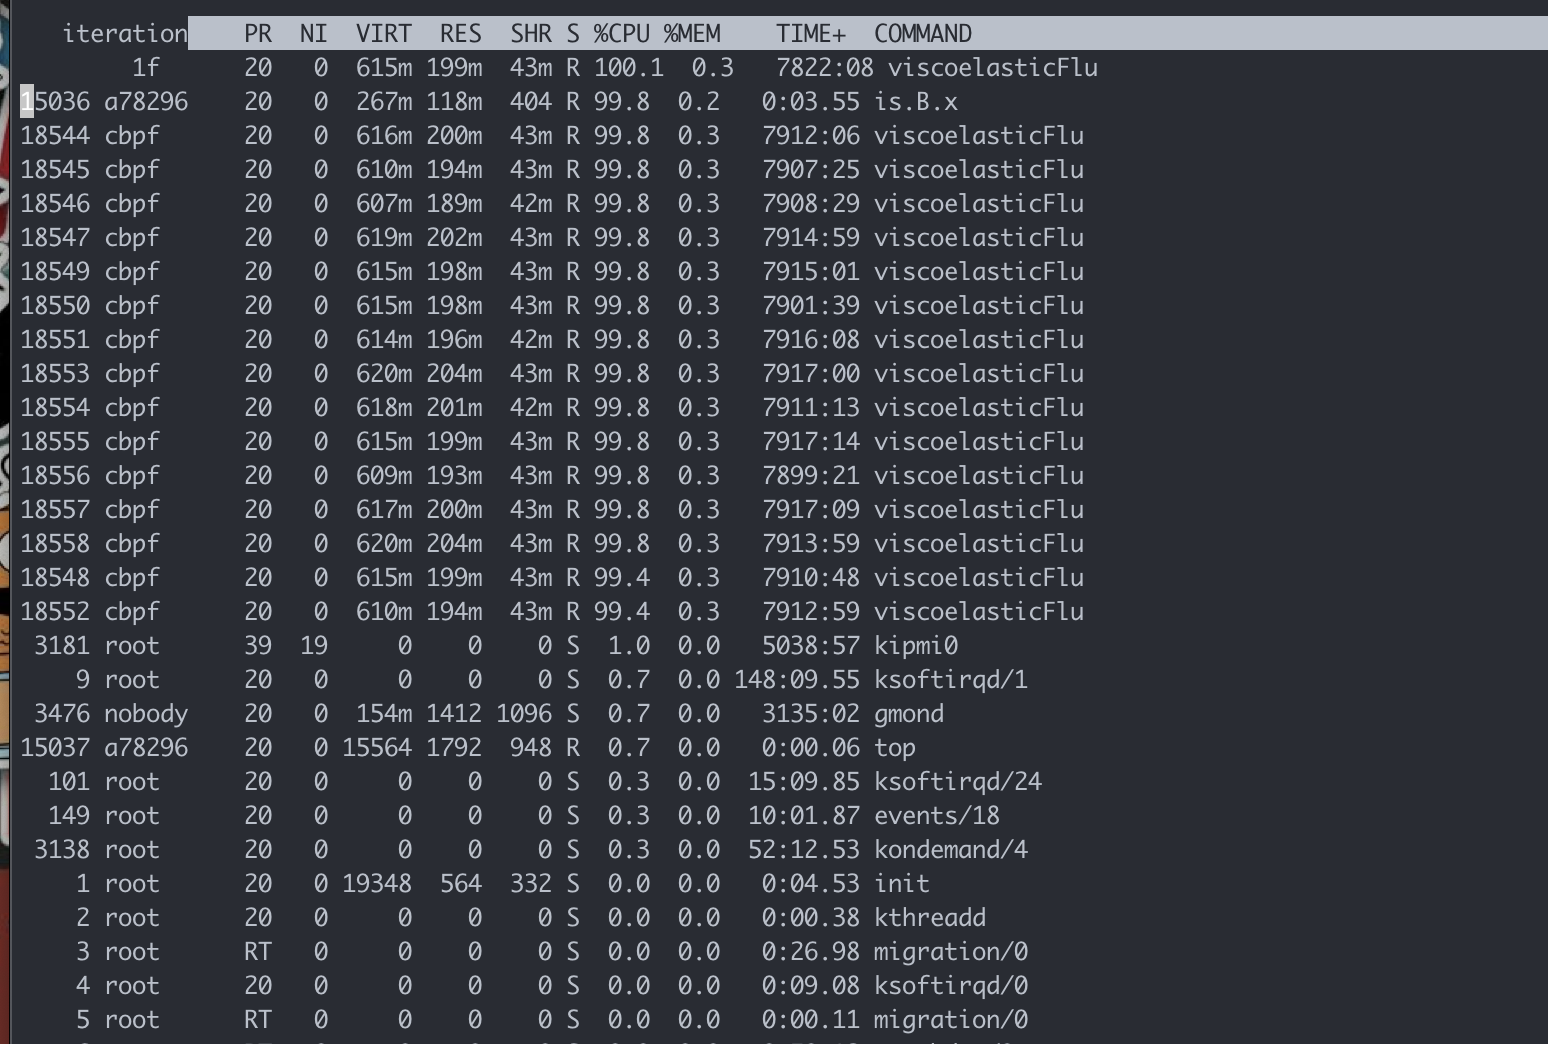 iteration PR NI VIRT RES SHR S %CPU %MEM TIME+ COMMAND
1f 20 0 615m 199m 43m R 100.1 0.3 7822:08 viscoelasticFlu
15036 a78296 20 0 267m 118m 404 R 99.8 0.2 0:03.55 is.B.x
18544 cbpf 20 0 616m 200m 43m R 99.8 0.3 7912:06 viscoelasticFlu
18545 cbpf 20 0 610m 194m 43m R 99.8 0.3 7907:25 viscoelasticFlu
18546 cbpf 20 0 607m 189m 42m R 99.8 0.3 7908:29 viscoelasticFlu
18547 cbpf 20 0 619m 202m 43m R 99.8 0.3 7914:59 viscoelasticFlu
18549 cbpf 20 0 615m 198m 43m R 99.8 0.3 7915:01 viscoelasticFlu
18550 cbpf 20 0 615m 198m 43m R 99.8 0.3 7901:39 viscoelasticFlu
18551 cbpf 20 0 614m 196m 42m R 99.8 0.3 7916:08 viscoelasticFlu
18553 cbpf 20 0 620m 204m 43m R 99.8 0.3 7917:00 viscoelasticFlu
18554 cbpf 20 0 618m 201m 42m R 99.8 0.3 7911:13 viscoelasticFlu
18555 cbpf 20 0 615m 199m 43m R 99.8 0.3 7917:14 viscoelasticFlu
18556 cbpf 20 0 609m 193m 43m R 99.8 0.3 7899:21 viscoelasticFlu
18557 cbpf 20 0 617m 200m 43m R 99.8 0.3 7917:09 viscoelasticFlu
18558 cbpf 20 0 620m 204m 43m R 99.8 0.3 7913:59 viscoelasticFlu
18548 cbpf 20 0 615m 199m 43m R 99.4 0.3 7910:48 viscoelasticFlu
18552 cbpf 20 0 610m 194m 43m R 99.4 0.3 7912:59 viscoelasticFlu
3181 root 39 19 0 0 0 S 1.0 0.0 5038:57 kipmi0
9 root 20 0 0 0 0 S 0.7 0.0 148:09.55 ksoftirqd/1
3476 nobody 20 0 154m 1412 1096 S 0.7 0.0 3135:02 gmond
15037 a78296 20 0 15564 1792 948 R 0.7 0.0 0:00.06 top
101 root 20 0 0 0 0 S 0.3 0.0 15:09.85 ksoftirqd/24
149 root 20 0 0 0 0 S 0.3 0.0 10:01.87 events/18
3138 root 20 0 0 0 0 S 0.3 0.0 52:12.53 kondemand/4
1 root 20 0 19348 564 332 S 0.0 0.0 0:04.53 init
2 root 20 0 0 0 0 S 0.0 0.0 0:00.38 kthreadd
3 root RT 0 0 0 0 S 0.0 0.0 0:26.98 migration/0
4 root 20 0 0 0 0 S 0.0 0.0 0:09.08 ksoftirqd/0
5 root RT 0 0 0 0 S 0.0 0.0 0:00.11 migration/0